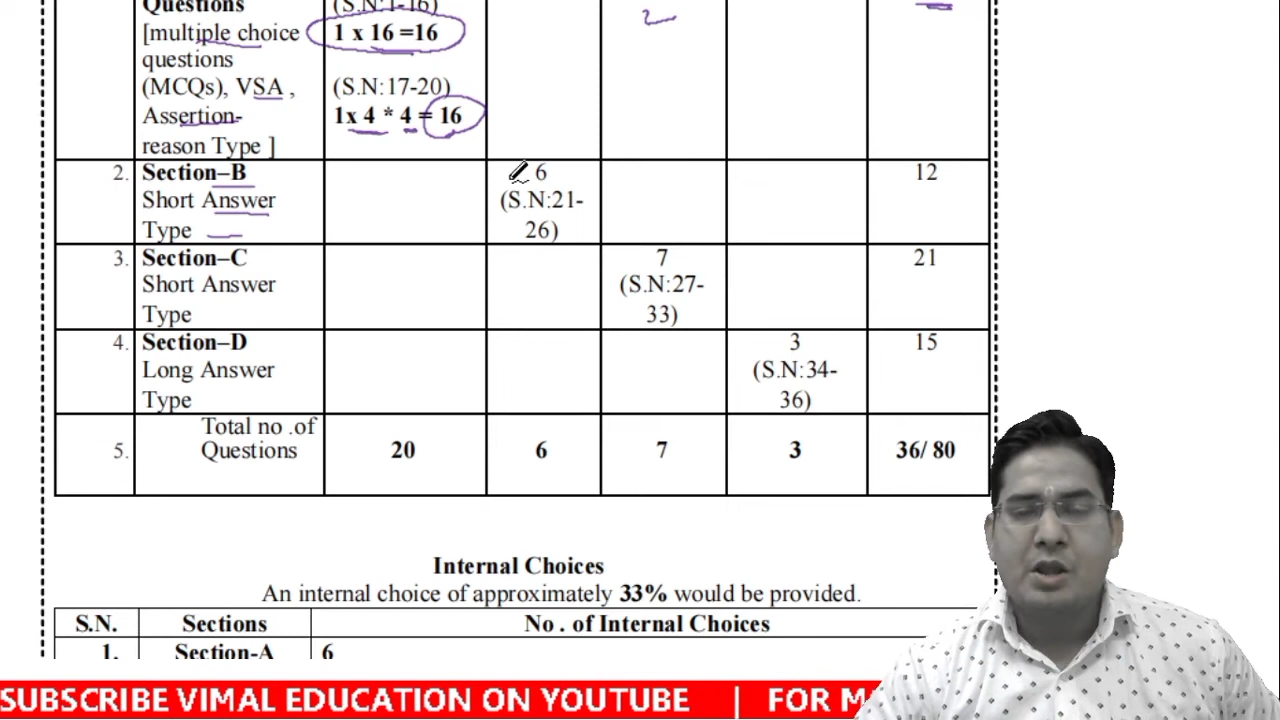 Questions (S.N:1-16)
[multiple choice 1 x 16 =16 2
questions
(MCQs), VSA , (S.N:17-20)
Assertion- 1x 4 * 4 = 16
reason Type ]
2. Section–B 6 12
Short Answer (S.N:21-
Type 26)
3. Section–C 7 21
Short Answer (S.N:27-
Type 33)
4. Section–D 3 15
Long Answer (S.N:34-
Type 36)
Total no .of
5. Questions 20 6 7 3 36/ 80
Internal Choices
An internal choice of approximately 33% would be provided.
S.N. Sections No . of Internal Choices
1. Section-A 6
SUBSCRIBE VIMAL EDUCATION ON YOUTUBE | FOR M